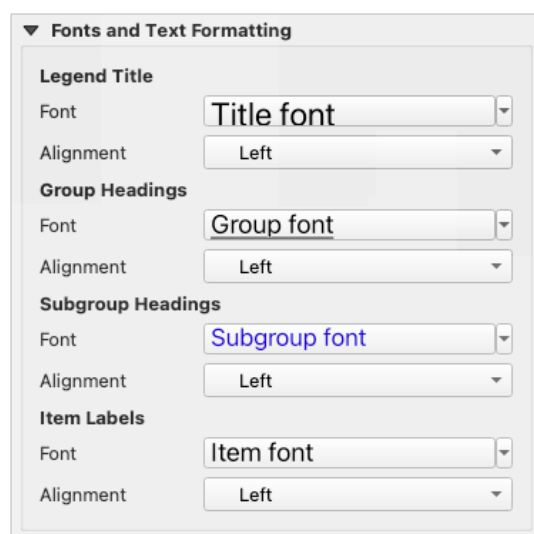 Fonts and Text Formatting
Legend Title
Font Title font
Alignment Left
Group Headings
Font Group font
Alignment Left
Subgroup Headings
Font Subgroup font
Alignment Left
Item Labels
Font Item font
Alignment Left